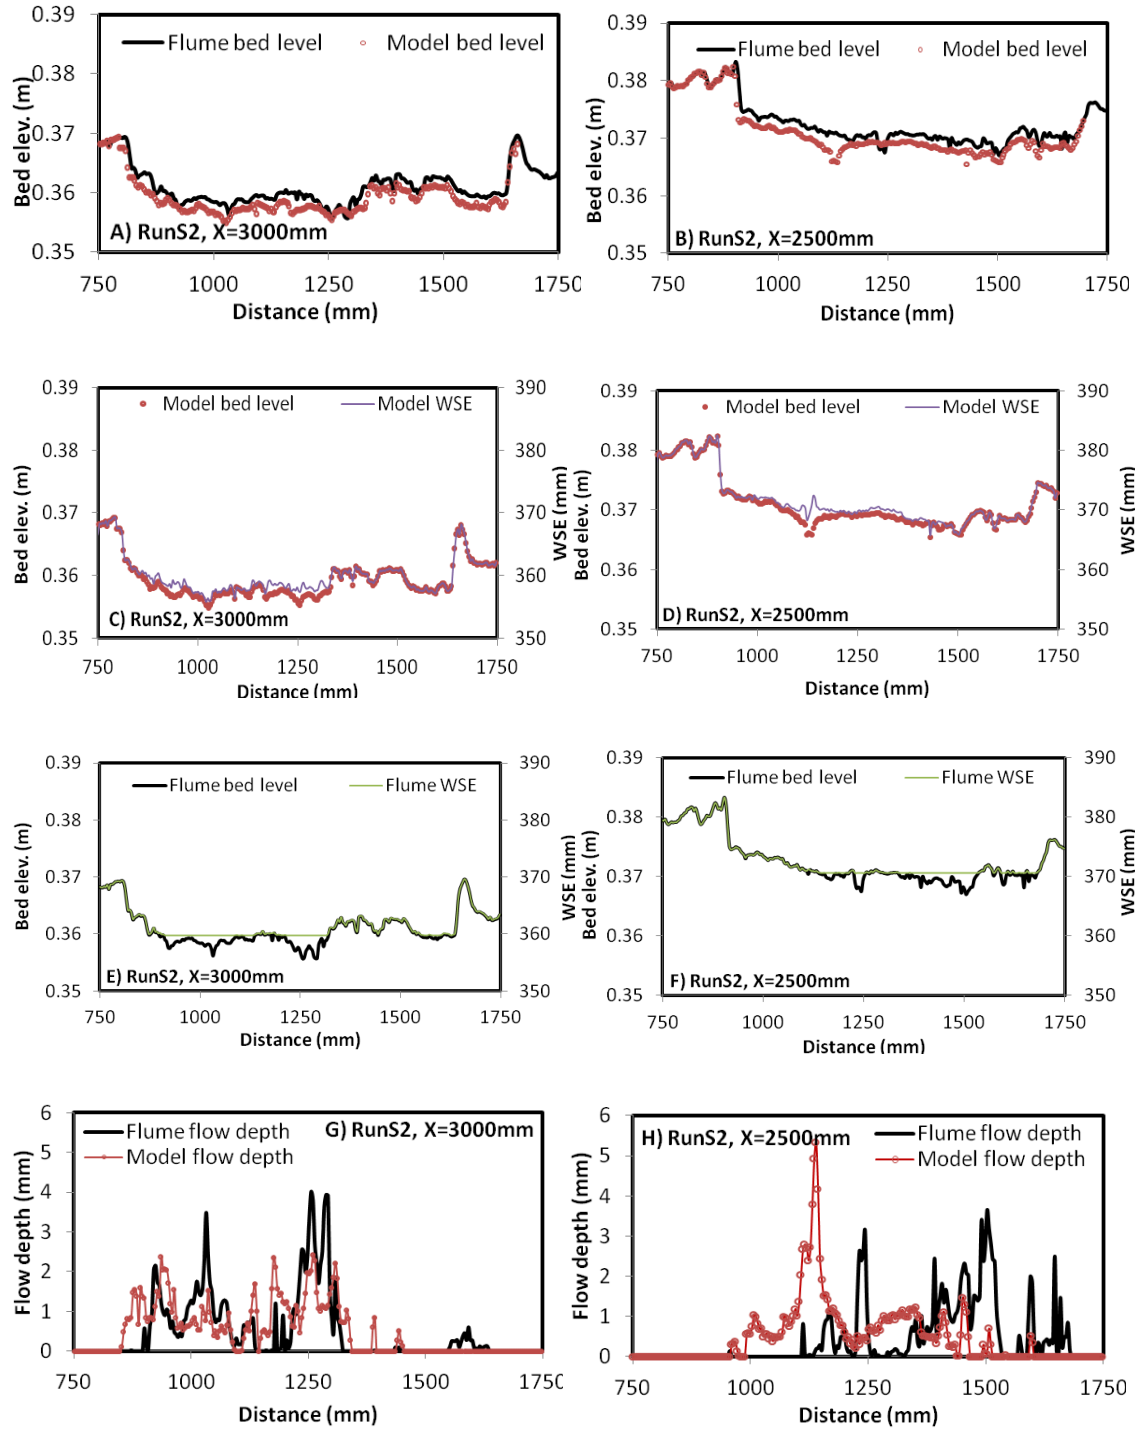 0.39
0.38
0.37
0.36
0.35
Bed elev. (m)
Flume bed level
Model bed level
A) RunS2, X=3000mm
750 1000 1250 1500 1750
Distance (mm)
0.39
0.38
0.37
0.36
0.35
Bed elev. (m)
Flume bed level
Model bed level
B) RunS2, X=2500mm
750 1000 1250 1500 1750
Distance (mm)
0.39
0.38
0.37
0.36
0.35
Bed elev. (m)
Model bed level
Model WSE
C) RunS2, X=3000mm
390
380
370
360
350
WSE (mm)
750 1000 1250 1500 1750
Distance (mm)
0.39
0.38
0.37
0.36
0.35
Bed elev. (m)
Model bed level
Model WSE
D) RunS2, X=2500mm
390
380
370
360
350
WSE (mm)
750 1000 1250 1500 1750
Distance (mm)
0.39
0.38
0.37
0.36
0.35
Bed elev. (m)
Flume bed level
Flume WSE
E) RunS2, X=3000mm
390
380
370
360
350
WSE (mm)
750 1000 1250 1500 1750
Distance (mm)
0.39
0.38
0.37
0.36
0.35
Bed elev. (m)
Flume bed level
Flume WSE
F) RunS2, X=2500mm
390
380
370
360
350
WSE (mm)
750 1000 1250 1500 1750
Distance (mm)
6
5
4
3
2
1
0
Flow depth (mm)
Flume flow depth
Model flow depth
G) RunS2, X=3000mm
750 1000 1250 1500 1750
Distance (mm)
6
5
4
3
2
1
0
Flow depth (mm)
H) RunS2, X=2500mm
Flume flow depth
Model flow depth
750 1000 1250 1500 1750
Distance (mm)